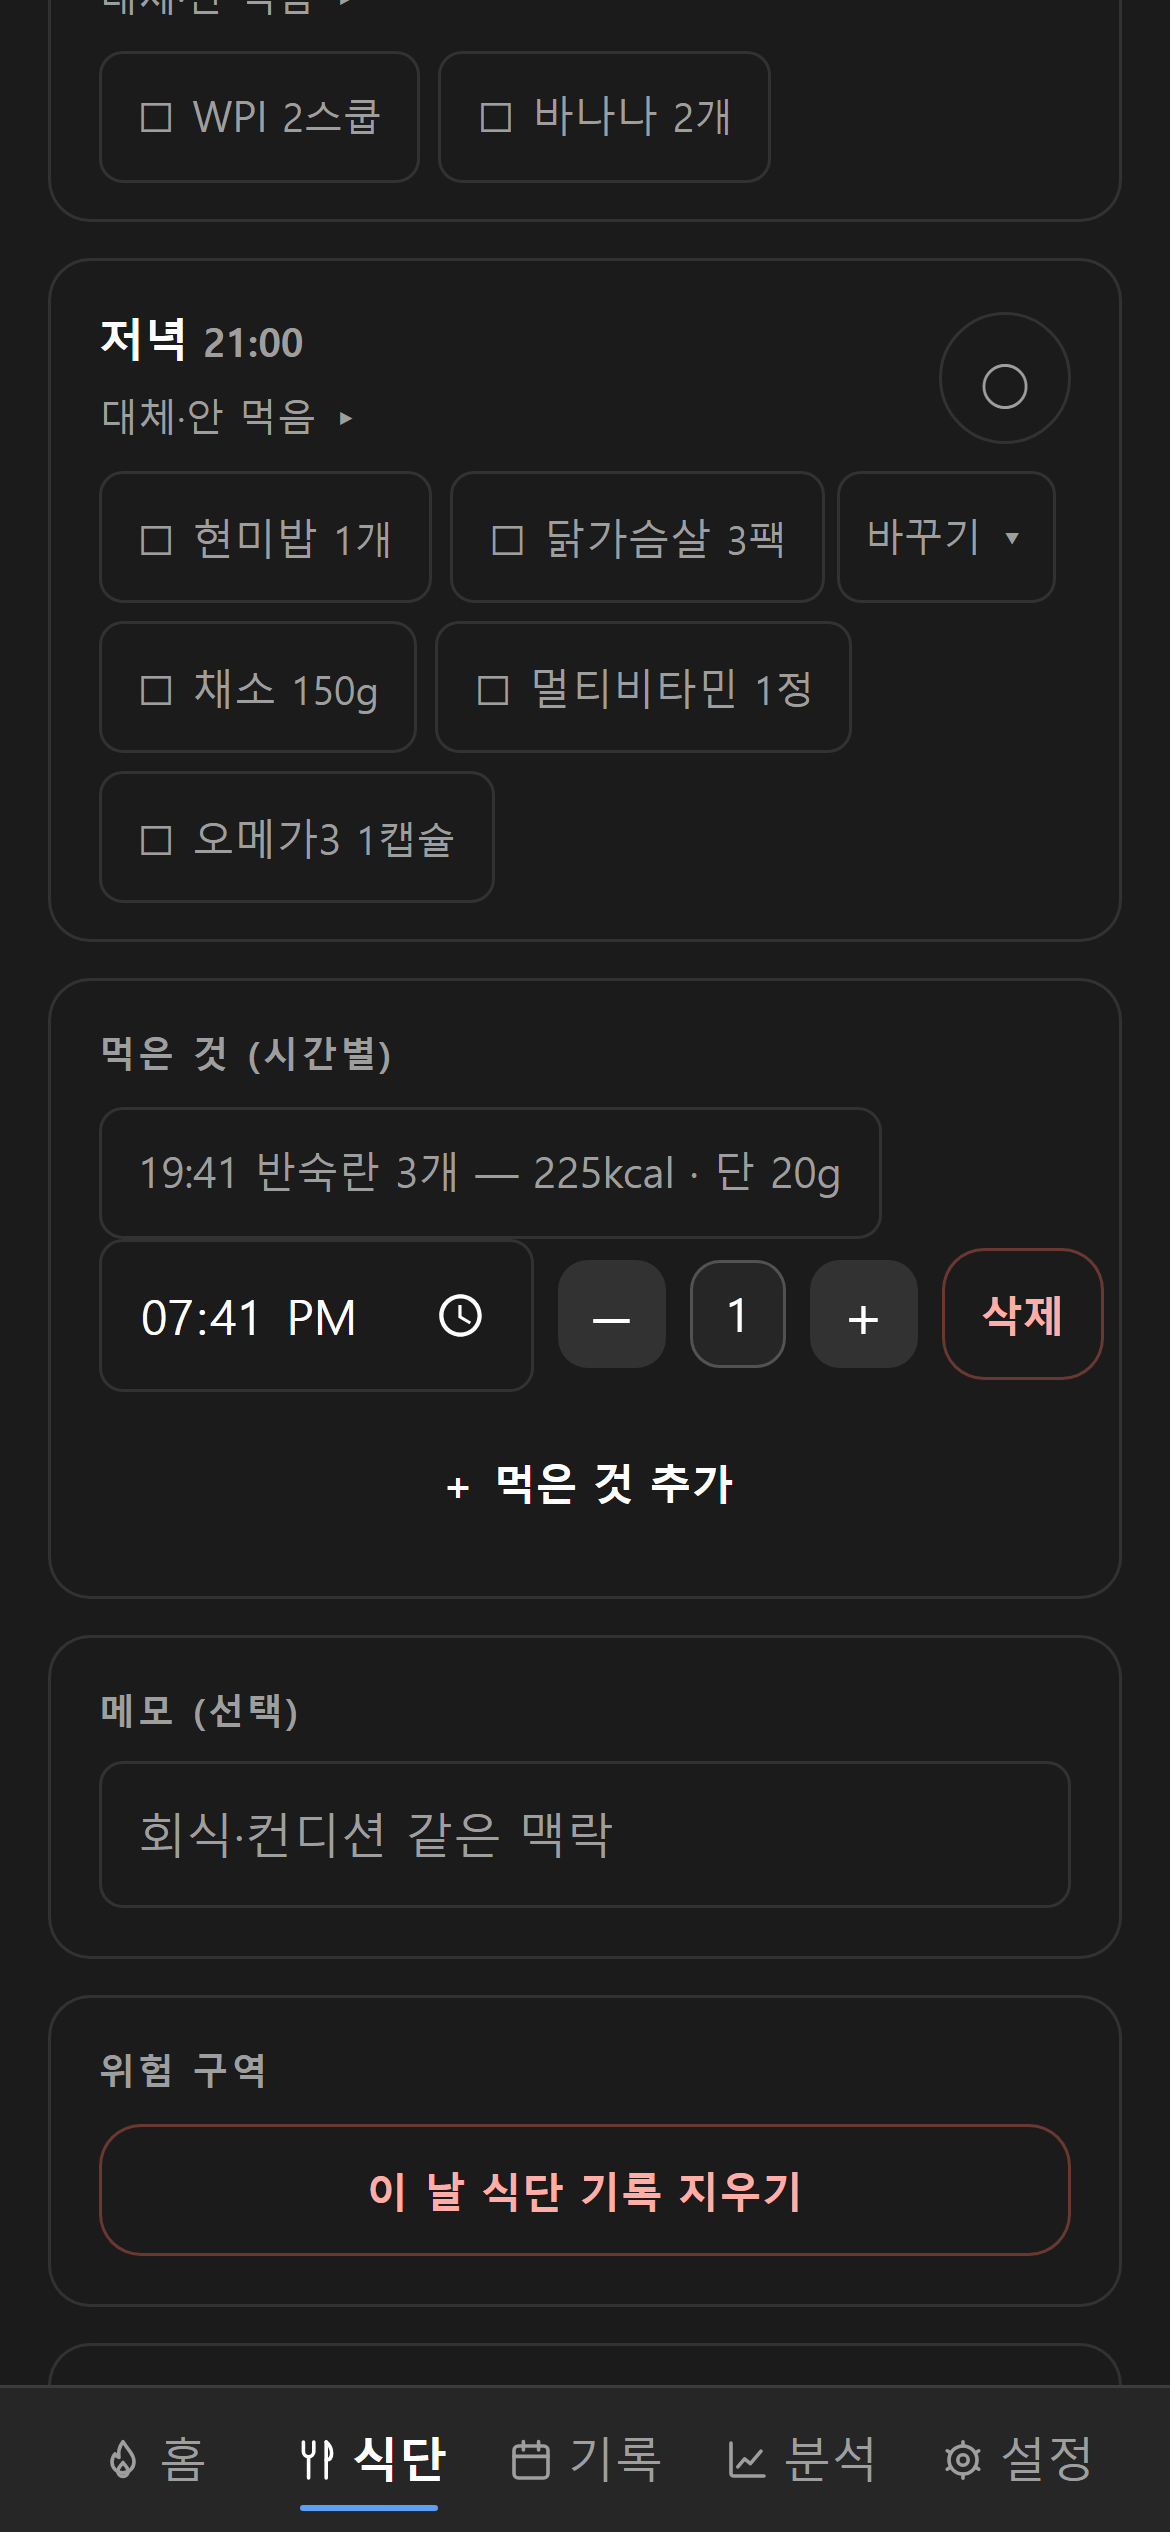 대체·안 먹음 ▸
☐ WPI 2스쿱 ☐ 바나나 2개
저녁 21:00
○
대체·안 먹음 ▸
☐ 현미밥 1개 ☐ 닭가슴살 3팩 바꾸기 ▾
☐ 채소 150g ☐ 멀티비타민 1정
☐ 오메가3 1캡슐
먹은 것 (시간별)
19:41 반숙란 3개 — 225kcal · 단 20g
07:41 PM — 1 + 삭제
+ 먹은 것 추가
메모 (선택)
회식·컨디션 같은 맥락
위험 구역
이 날 식단 기록 지우기
홈 식단 기록 분석 설정